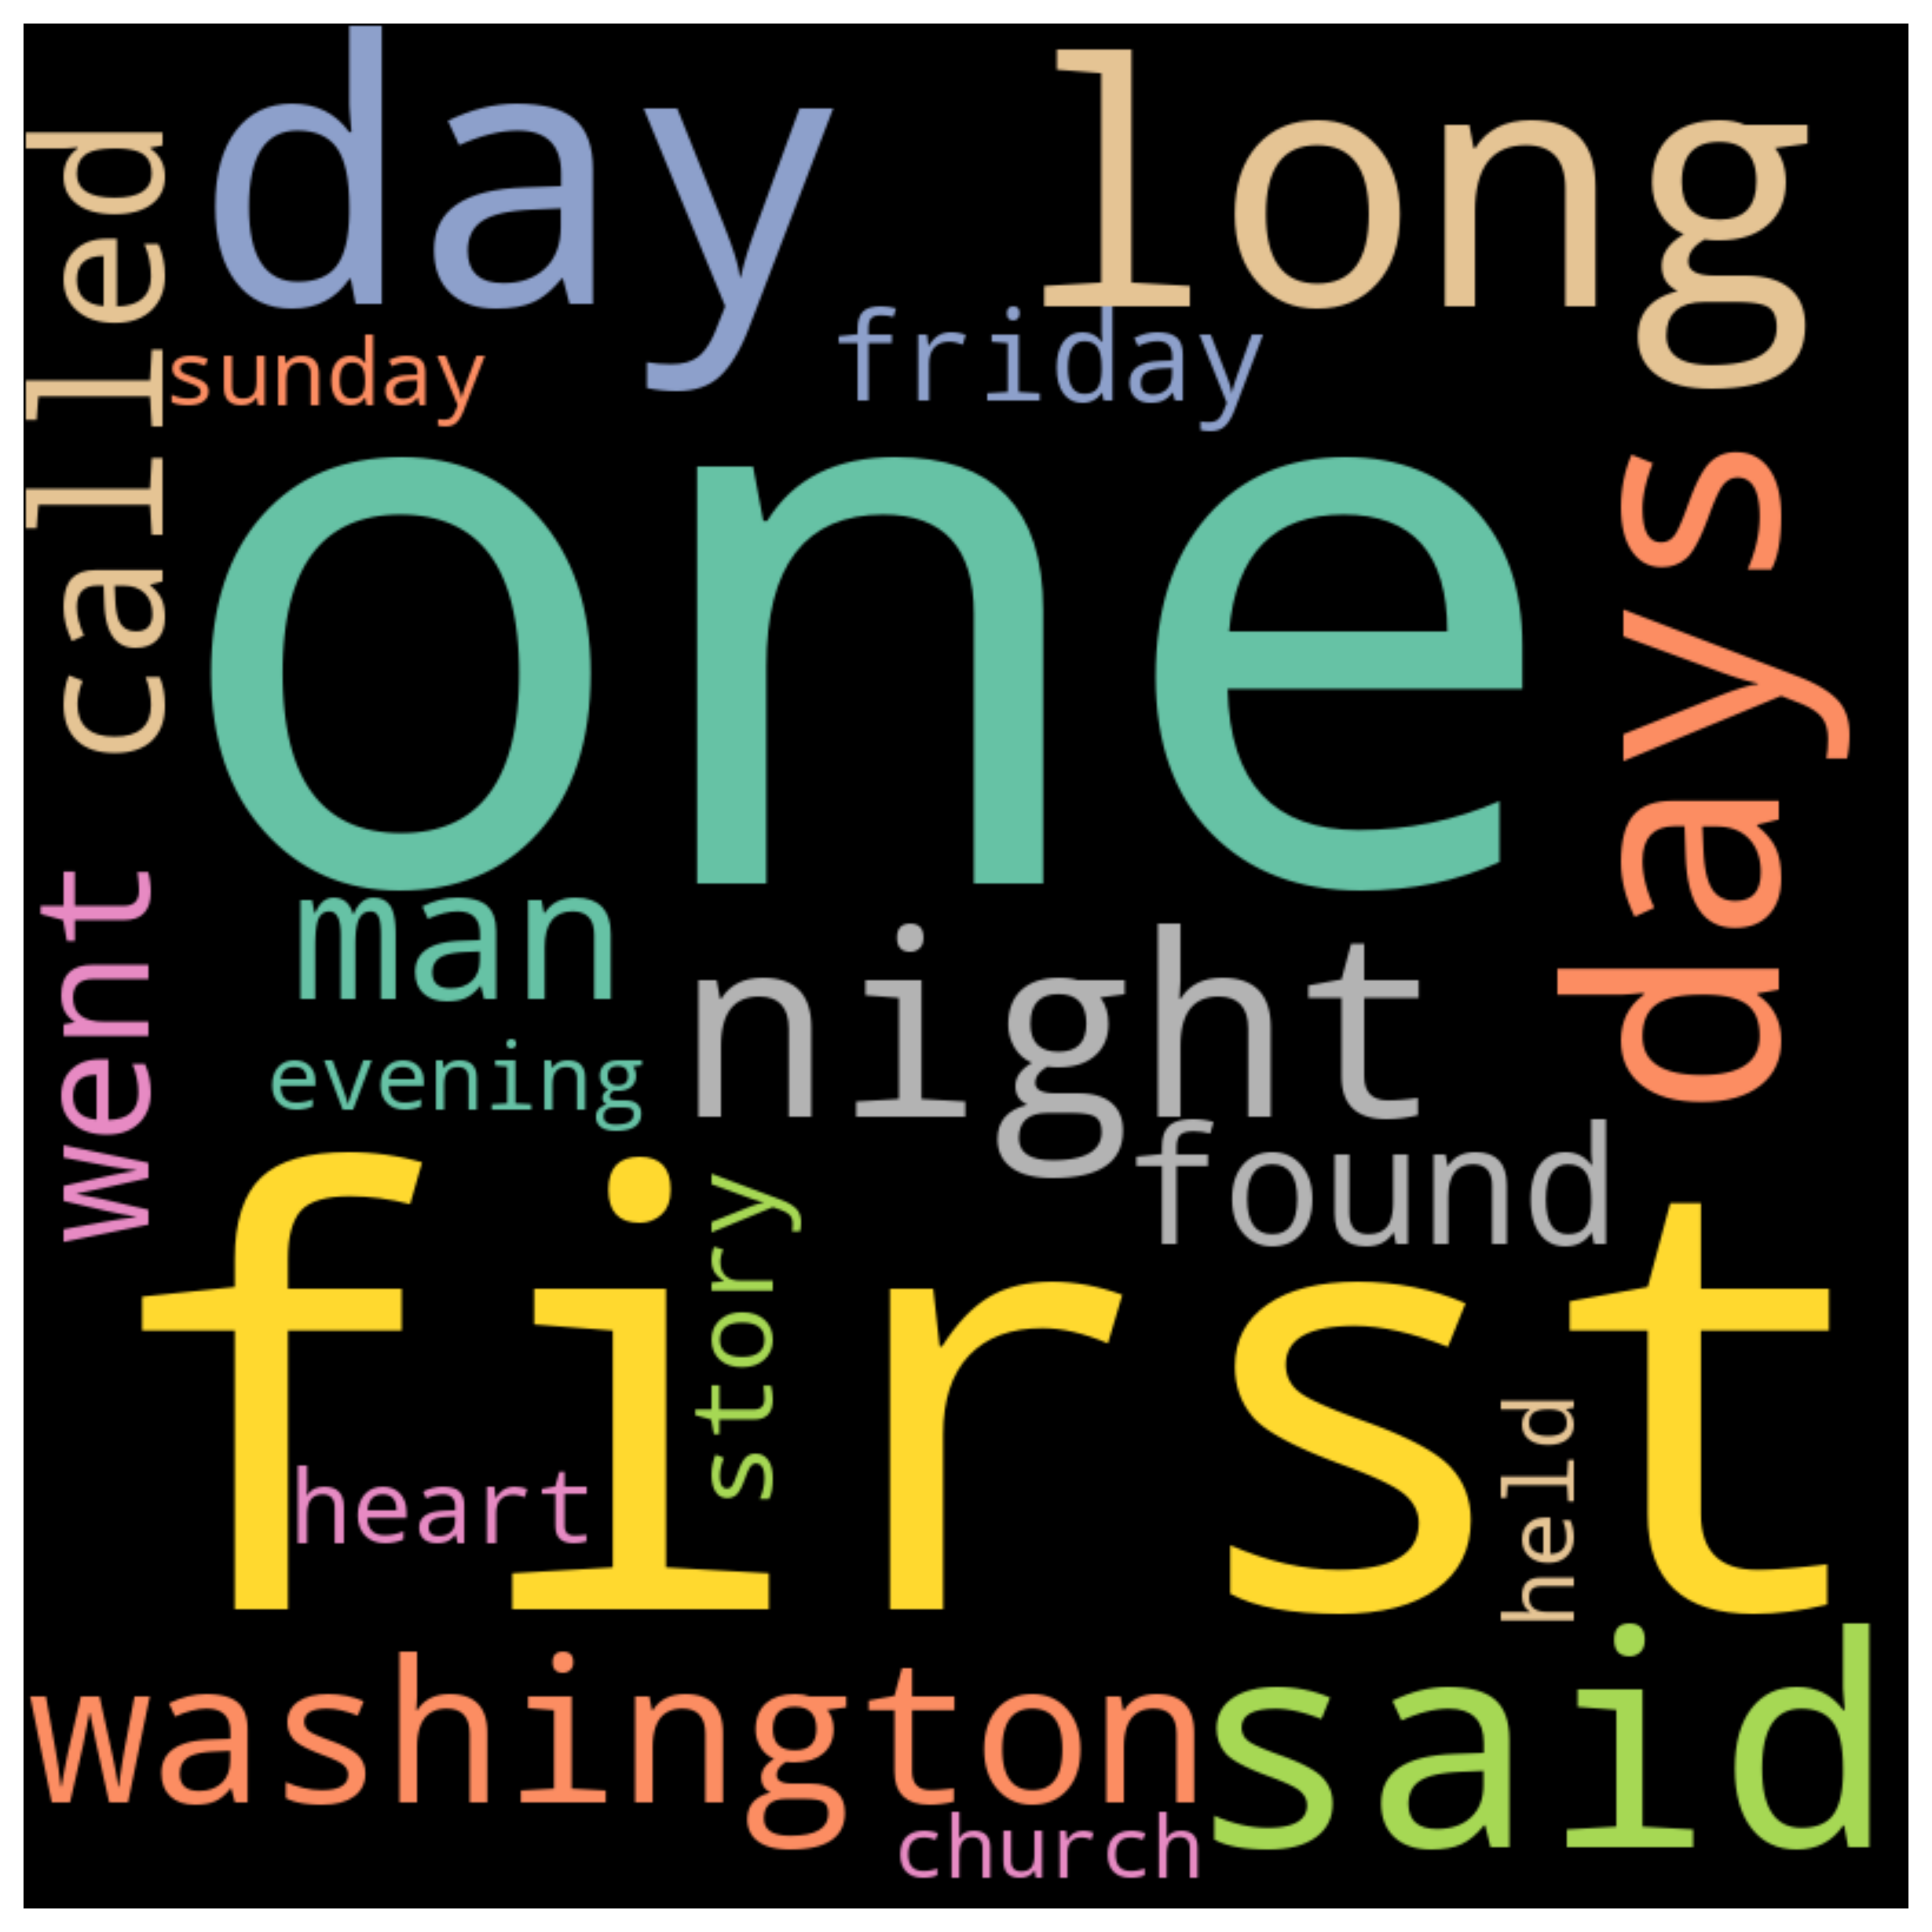 day
long
called
sunday
friday
one
days
man
night
went
evening
found
first
story
heart
held
washington
said
church